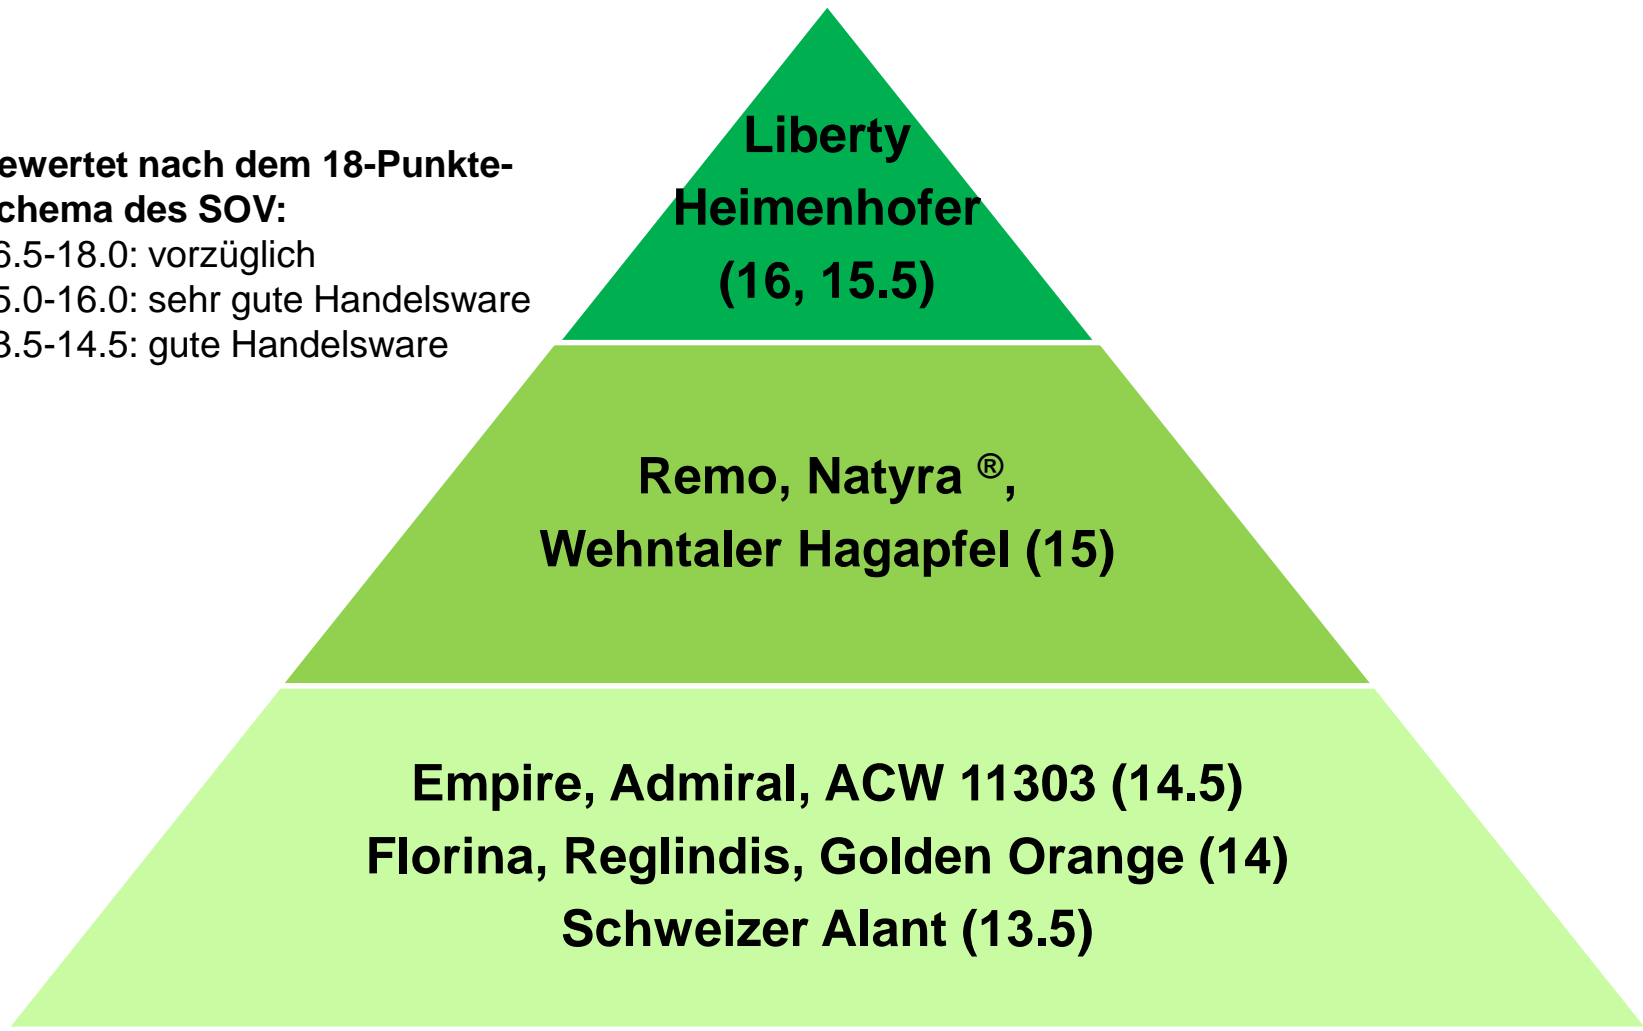 ewertet nach dem 18-Punkte-
chema des SOV:
6.5-18.0: vorzüglich
5.0-16.0: sehr gute Handelsware
3.5-14.5: gute Handelsware
Liberty
Heimenhofer
(16, 15.5)
Remo, Natyra ®,
Wehntaler Hagapfel (15)
Empire, Admiral, ACW 11303 (14.5)
Florina, Reglindis, Golden Orange (14)
Schweizer Alant (13.5)